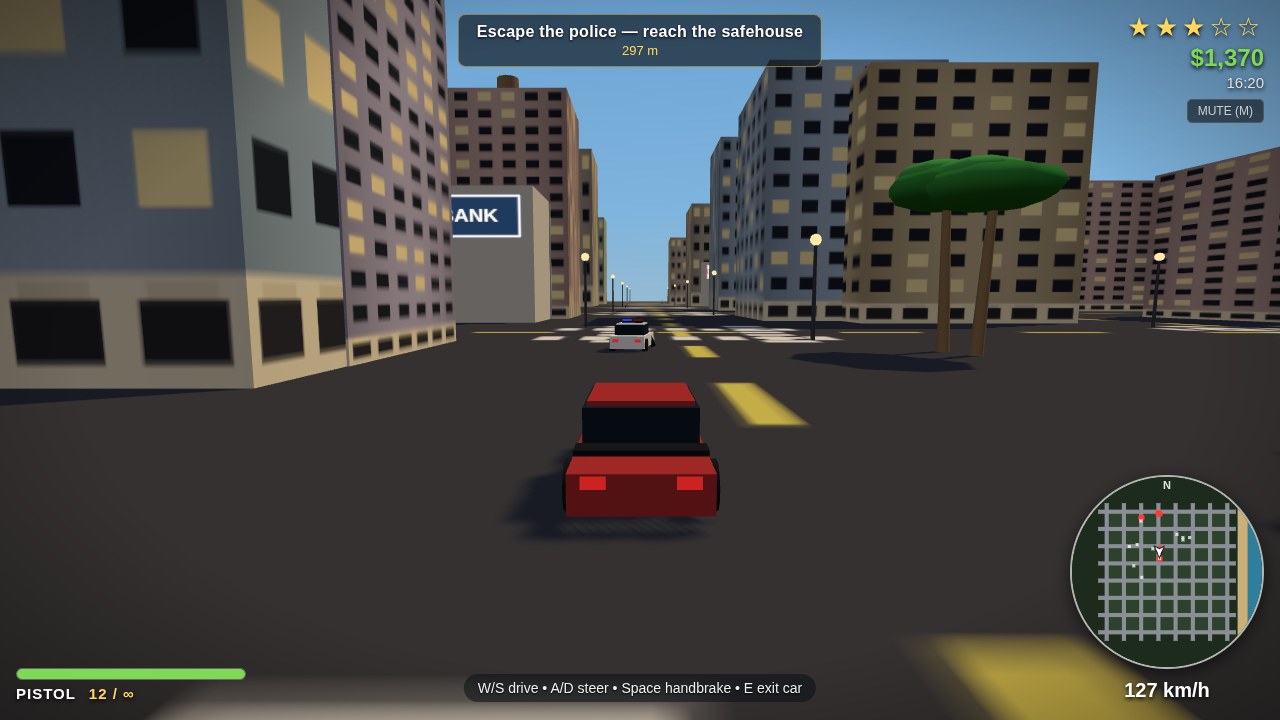 Escape the police — reach the safehouse
297 m
★★★☆☆
$1,370
16:20
MUTE (M)
BANK
N
PISTOL 12 / ∞
W/S drive • A/D steer • Space handbrake • E exit car
127 km/h